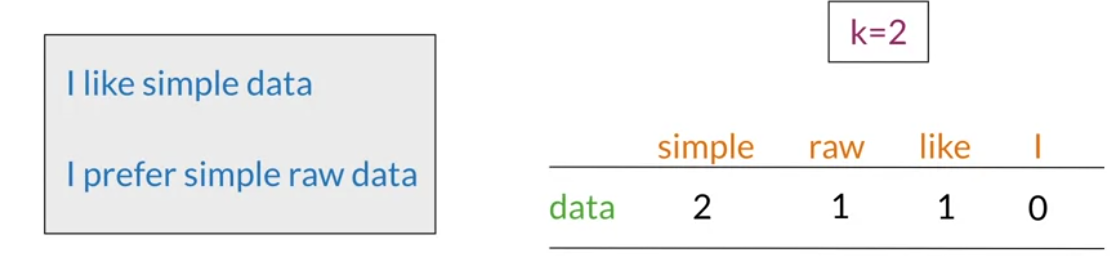 k=2
I like simple data
I prefer simple raw data
simple raw like I
data 2 1 1 0